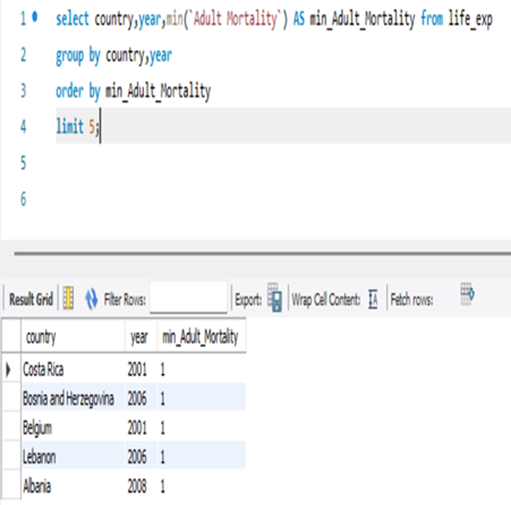 1 select country,year,min(`Adult Mortality`) AS min_Adult_Mortality from life_exp
2 group by country,year
3 order by min_Adult_Mortality
4 limit 5;
5
6
Result Grid Filter Rows: Export: Wrap Cell Content: Fetch rows:
country year min_Adult_Mortality
Costa Rica 2001 1
Bosnia and Herzegovina 2006 1
Belgium 2001 1
Lebanon 2006 1
Albania 2008 1